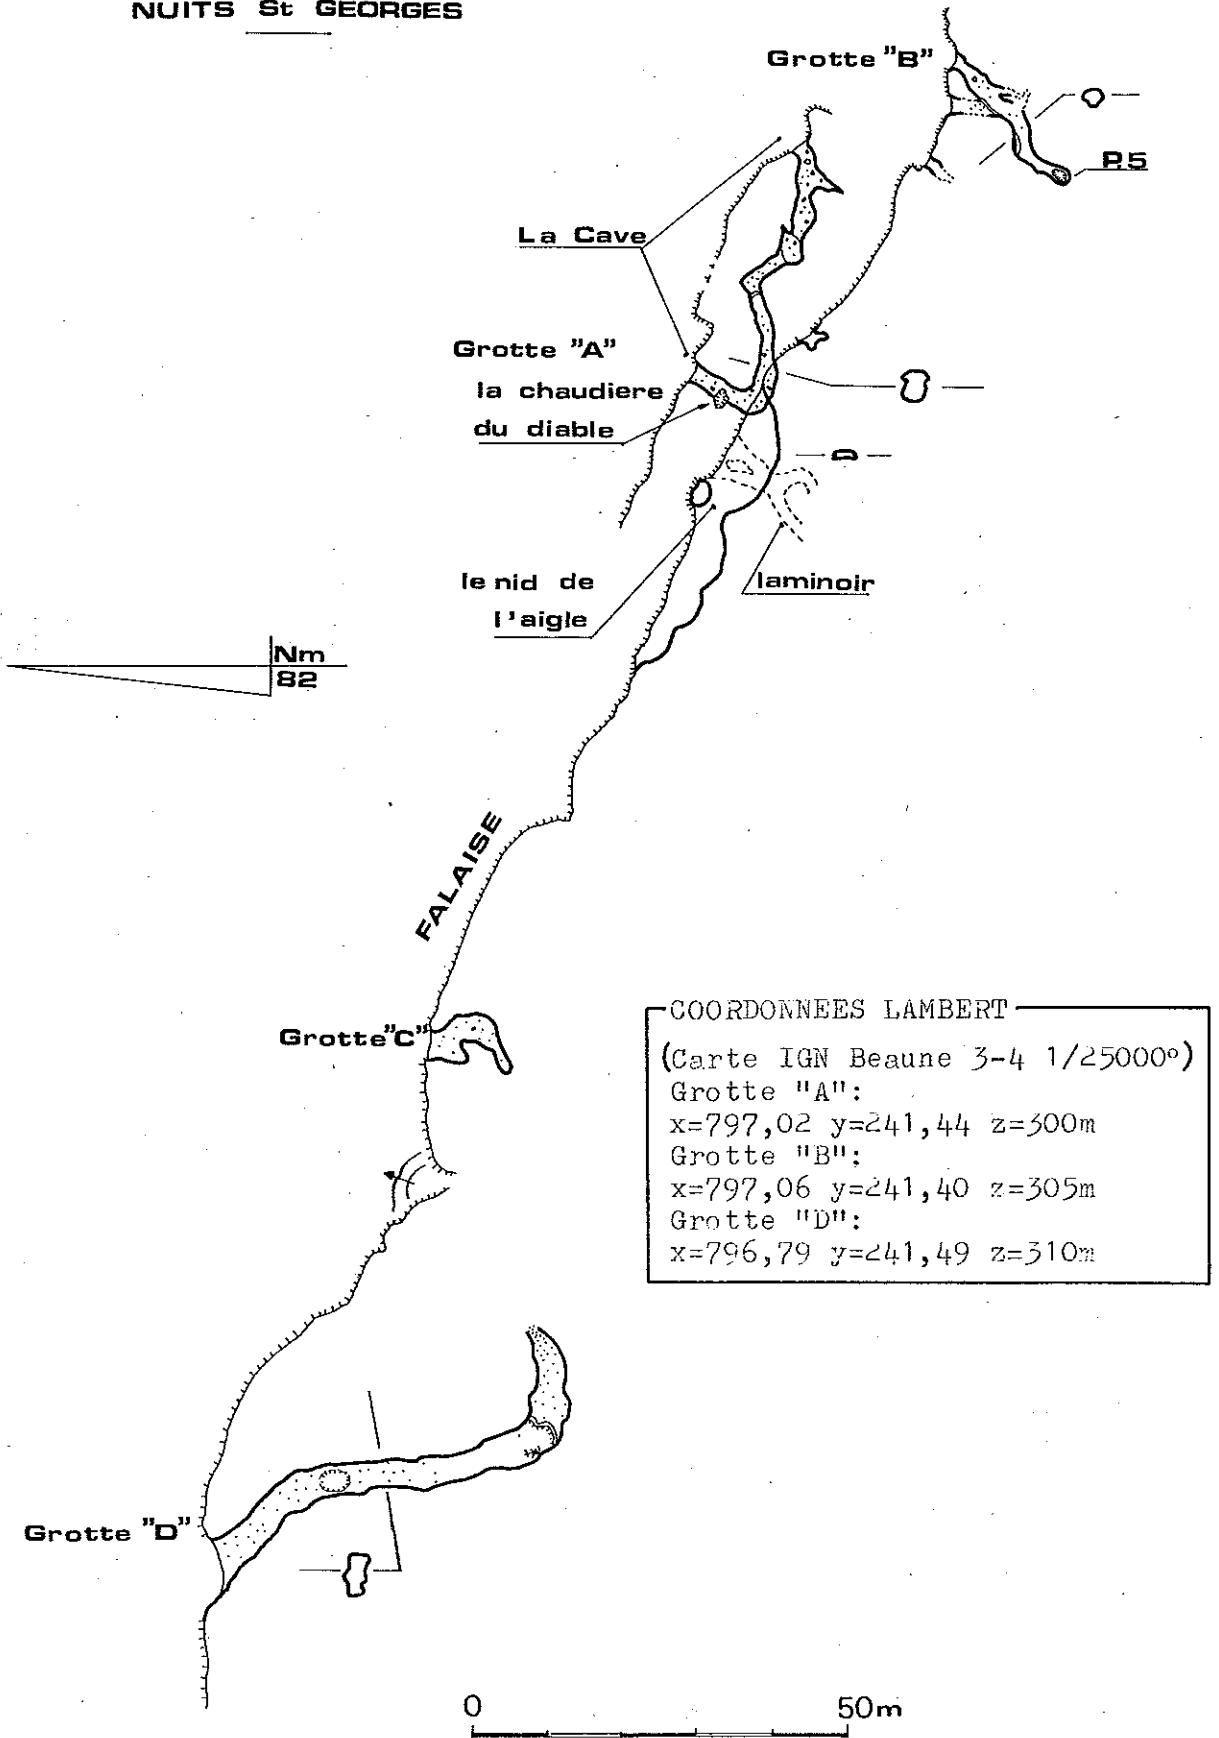 NUITS St GEORGES
Grotte "B"
P.5
La Cave
Grotte "A"
la chaudiere
du diable
le nid de
l'aigle
laminoir
Nm
82
FALAISE
Grotte "C"
COORDONNEES LAMBERT
(Carte IGN Beaune 3-4 1/25000°)
Grotte "A":
x=797,02 y=241,44 z=300m
Grotte "B":
x=797,06 y=241,40 z=305m
Grotte "D":
x=796,79 y=241,49 z=310m
Grotte "D"
0 50m